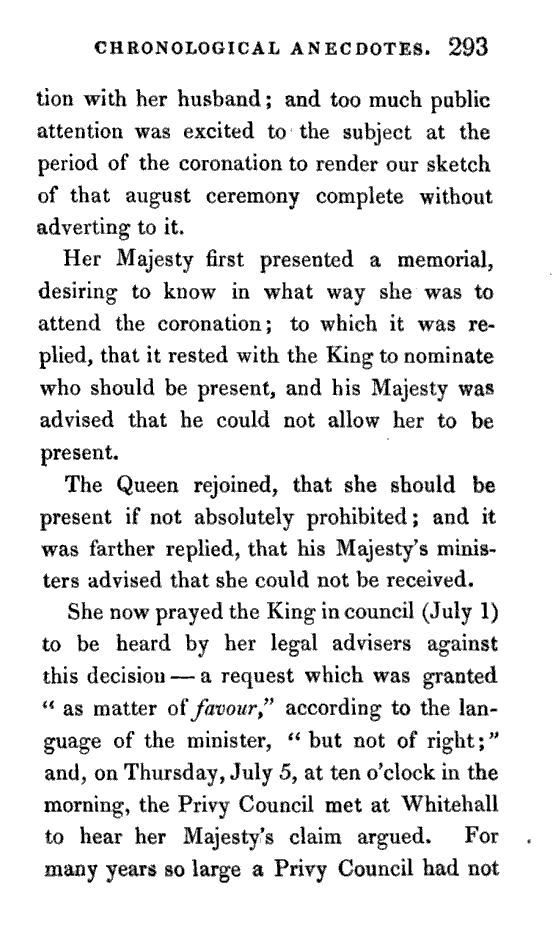 CHRONOLOGICAL ANECDOTES. 293
tion with her husband; and too much public
attention was excited to the subject at the
period of the coronation to render our sketch
of that august ceremony complete without
adverting to it.
Her Majesty first presented a memorial,
desiring to know in what way she was to
attend the coronation; to which it was re-
plied, that it rested with the King to nominate
who should be present, and his Majesty was
advised that he could not allow her to be
present.
The Queen rejoined, that she should be
present if not absolutely prohibited; and it
was farther replied, that his Majesty's minis-
ters advised that she could not be received.
She now prayed the King in council (July 1)
to be heard by her legal advisers against
this decision — a request which was granted
" as matter of favour," according to the lan-
guage of the minister, " but not of right;"
and, on Thursday, July 5, at ten o'clock in the
morning, the Privy Council met at Whitehall
to hear her Majesty's claim argued. For
many years so large a Privy Council had not